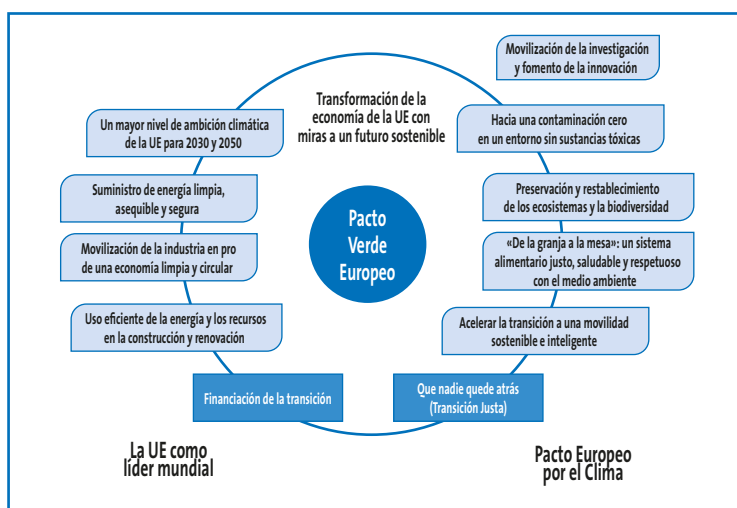 Movilización de la investigación
y fomento de la innovación
Transformación de la
economía de la UE con
miras a un futuro sostenible
Un mayor nivel de ambición climática
de la UE para 2030 y 2050
Hacia una contaminación cero
en un entorno sin sustancias tóxicas
Suministro de energía limpia,
asequible y segura
Preservación y restablecimiento
de los ecosistemas y la biodiversidad
Pacto
Verde
Europeo
Movilización de la industria en pro
de una economía limpia y circular
«De la granja a la mesa»: un sistema
alimentario justo, saludable y respetuoso
con el medio ambiente
Uso eficiente de la energía y los recursos
en la construcción y renovación
Acelerar la transición a una movilidad
sostenible e inteligente
Financiación de la transición
Que nadie quede atrás
(Transición Justa)
La UE como
líder mundial
Pacto Europeo
por el Clima